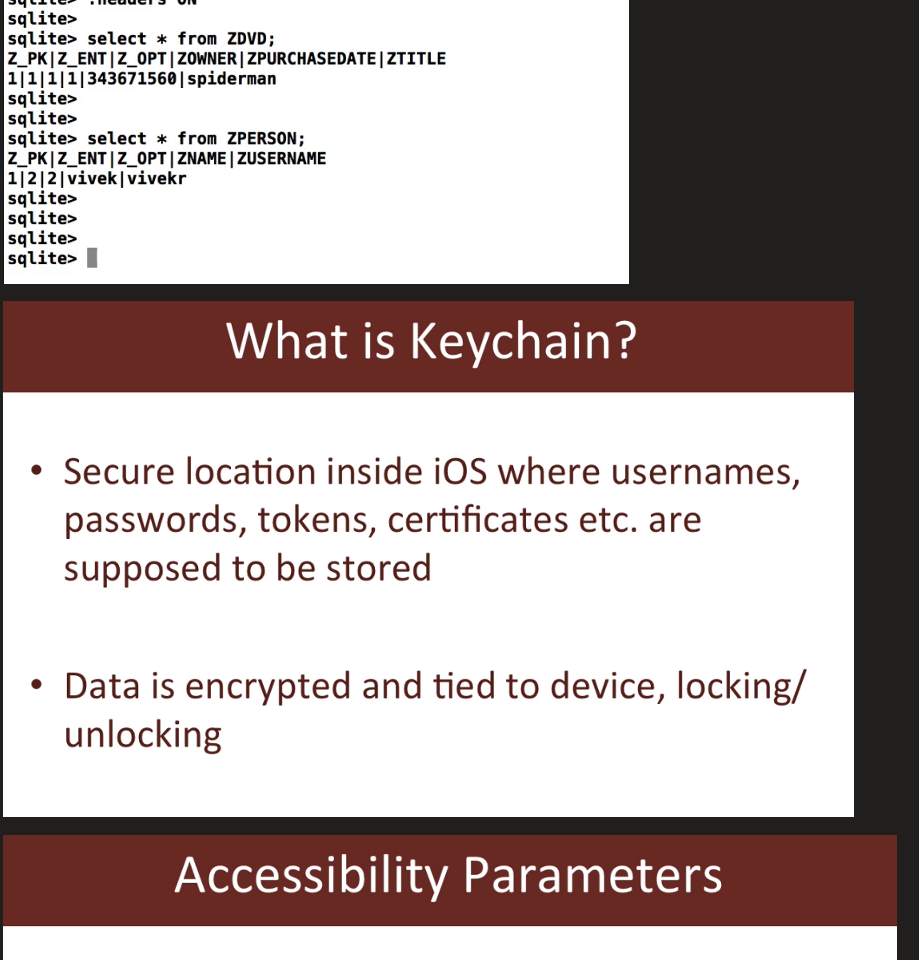 sqlite> .headers ON
sqlite>
sqlite> select * from ZDVD;
Z_PK|Z_ENT|Z_OPT|ZOWNER|ZPURCHASEDATE|ZTITLE
1|1|1|1|343671560|spiderman
sqlite>
sqlite>
sqlite> select * from ZPERSON;
Z_PK|Z_ENT|Z_OPT|ZNAME|ZUSERNAME
1|2|2|vivek|vivekr
sqlite>
sqlite>
sqlite>
sqlite>
What is Keychain?
• Secure location inside iOS where usernames,
passwords, tokens, certificates etc. are
supposed to be stored
• Data is encrypted and tied to device, locking/
unlocking
Accessibility Parameters